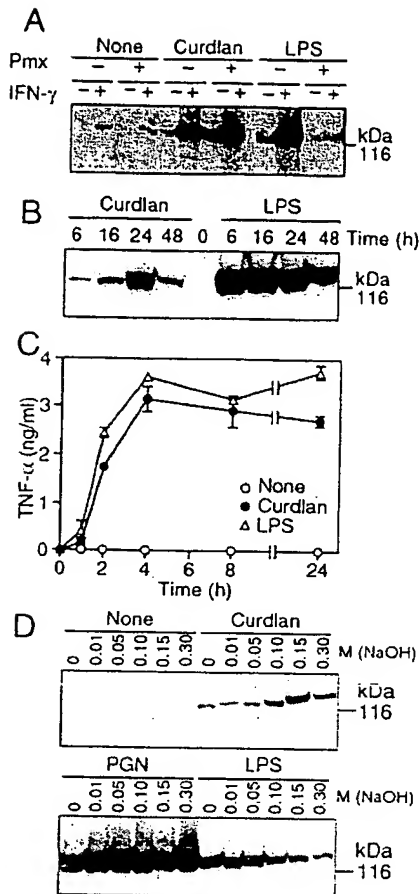 A
None Curdlan LPS
Pmx − + − + − +
IFN-γ − + − + − + − + − + − +
kDa
116
B
Curdlan LPS
6 16 24 48 0 6 16 24 48 Time (h)
kDa
116
C
TNF-α (ng/ml)
4
3
2
1
0
None
Curdlan
LPS
0 2 4 6 8 24
Time (h)
D
None Curdlan
0 0.01 0.05 0.10 0.15 0.30 0 0.01 0.05 0.10 0.15 0.30 M (NaOH)
kDa
116
PGN LPS
0 0.01 0.05 0.10 0.15 0.30 0 0.01 0.05 0.10 0.15 0.30 M (NaOH)
kDa
116